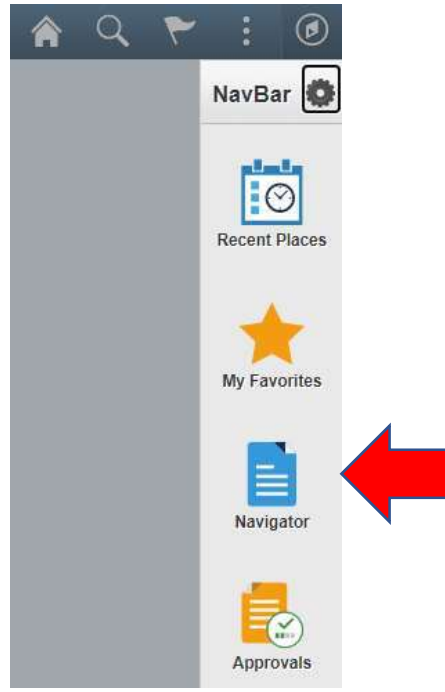 NavBar
Recent Places
My Favorites
Navigator
Approvals